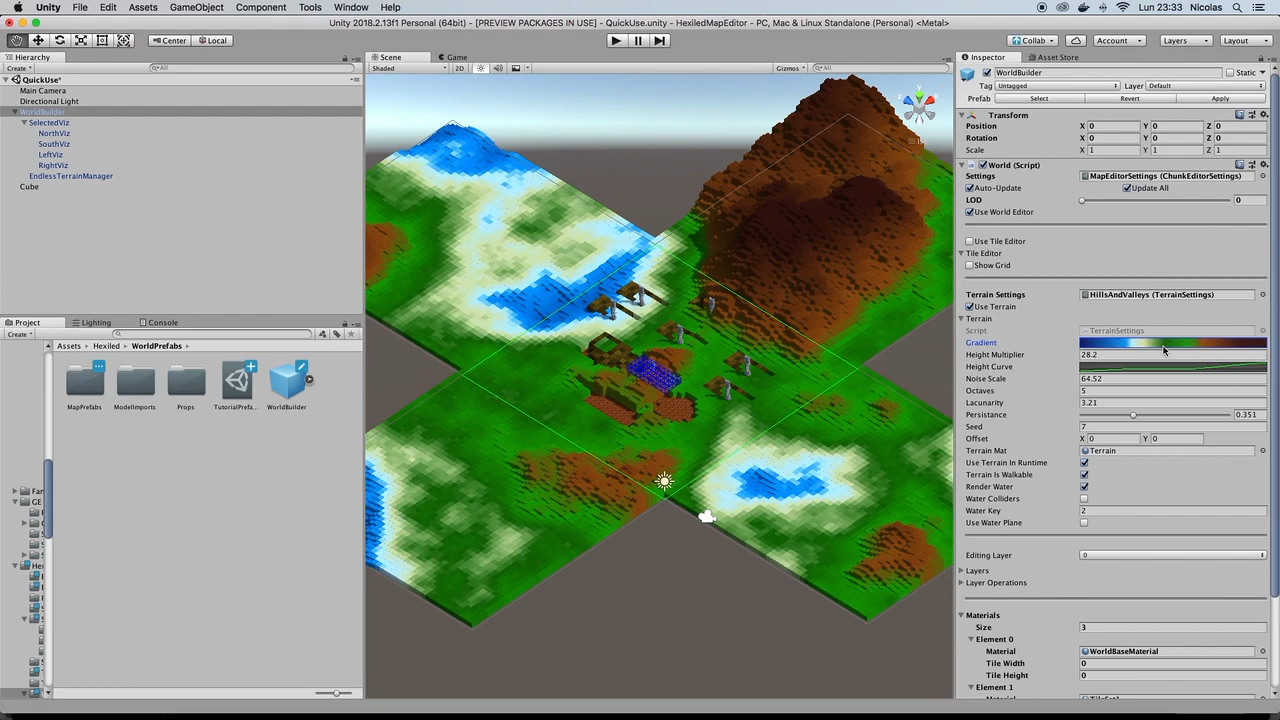 Unity File Edit Assets GameObject Component Tools Window Help Lun 23:33 Nicolas
Unity 2018.2.13f1 Personal (64bit) - [PREVIEW PACKAGES IN USE] - QuickUse.unity - HexiledMapEditor - PC, Mac & Linux Standalone (Personal) <Metal>
Center Local Collab Account Layers Layout
Hierarchy Scene Game Inspector Asset Store
Create All Shaded 2D Gizmos All
WorldBuilder Static
QuickUse*
Main Camera
Directional Light
WorldBuilder
SelectedViz
NorthViz
SouthViz
LeftViz
RightViz
EndlessTerrainManager
Cube
Tag Untagged Layer Default
Prefab Select Revert Apply
Transform
Position X 0 Y 0 Z 0
Rotation X 0 Y 0 Z 0
Scale X 1 Y 1 Z 1
World (Script)
Settings MapEditorSettings (ChunkEditorSettings)
Auto-Update Update All
LOD 0
Use World Editor
Use Tile Editor
Tile Editor
Show Grid
Terrain Settings HillsAndValleys (TerrainSettings)
Use Terrain
Terrain
Script TerrainSettings
Gradient
Height Multiplier 28.2
Height Curve
Noise Scale 64.52
Octaves 5
Lacunarity 3.21
Persistance 0.351
Seed 7
Offset X 0 Y 0
Terrain Mat Terrain
Use Terrain In Runtime
Terrain Is Walkable
Render Water
Water Colliders
Water Key 2
Use Water Plane
Editing Layer 0
Layers
Layer Operations
Materials
Size 3
Element 0
Material WorldBaseMaterial
Tile Width 0
Tile Height 0
Element 1
Project Lighting Console
Create
Assets Hexiled WorldPrefabs
MapPrefabs ModelImports Props TutorialPrefa... WorldBuilder
Fan
GE
Hex